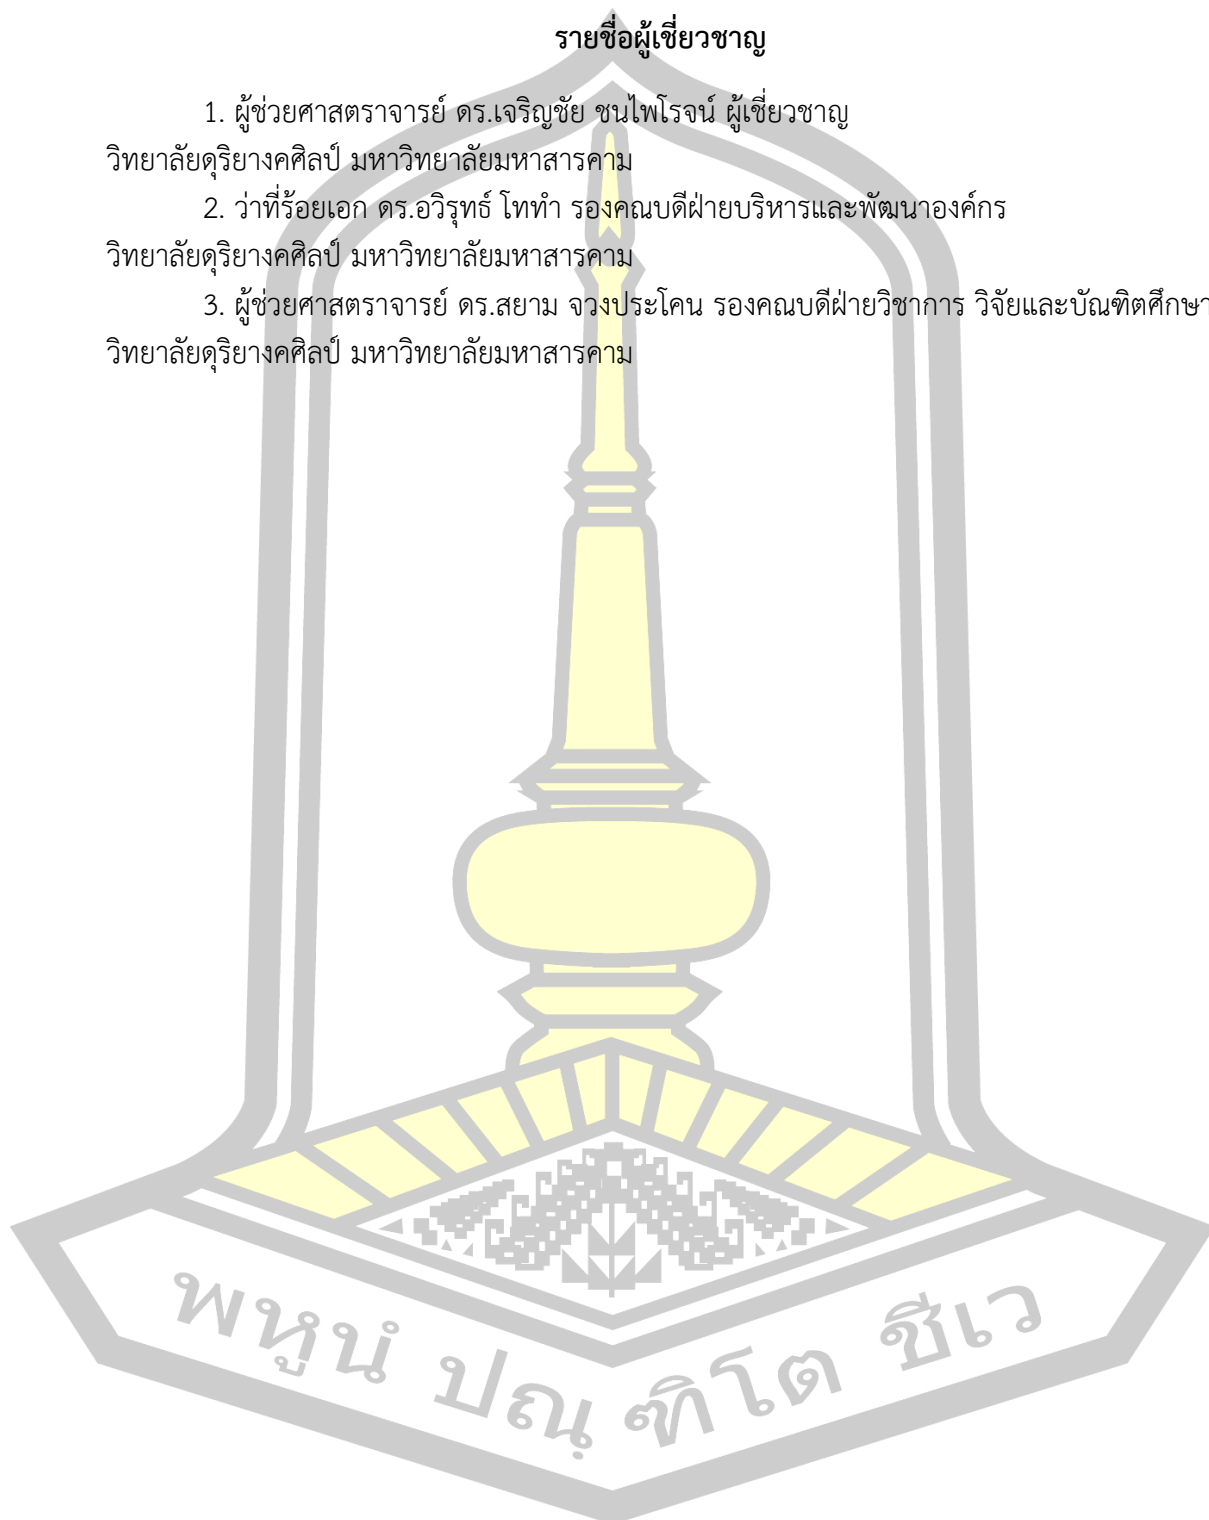 รายชื่อผู้เชี่ยวชาญ
1. ผู้ช่วยศาสตราจารย์ ดร.เจริญชัย ชนไพโรจน์ ผู้เชี่ยวชาญ
วิทยาลัยดุริยางคศิลป์ มหาวิทยาลัยมหาสารคาม
2. ว่าที่ร้อยเอก ดร.อวิรุทธ์ โททำ รองคณบดีฝ่ายบริหารและพัฒนาองค์กร
วิทยาลัยดุริยางคศิลป์ มหาวิทยาลัยมหาสารคาม
3. ผู้ช่วยศาสตราจารย์ ดร.สยาม จวงประโคน รองคณบดีฝ่ายวิชาการ วิจัยและบัณฑิตศึกษา
วิทยาลัยดุริยางคศิลป์ มหาวิทยาลัยมหาสารคาม
พหูนํ ปณฺฑิโต ชีเว